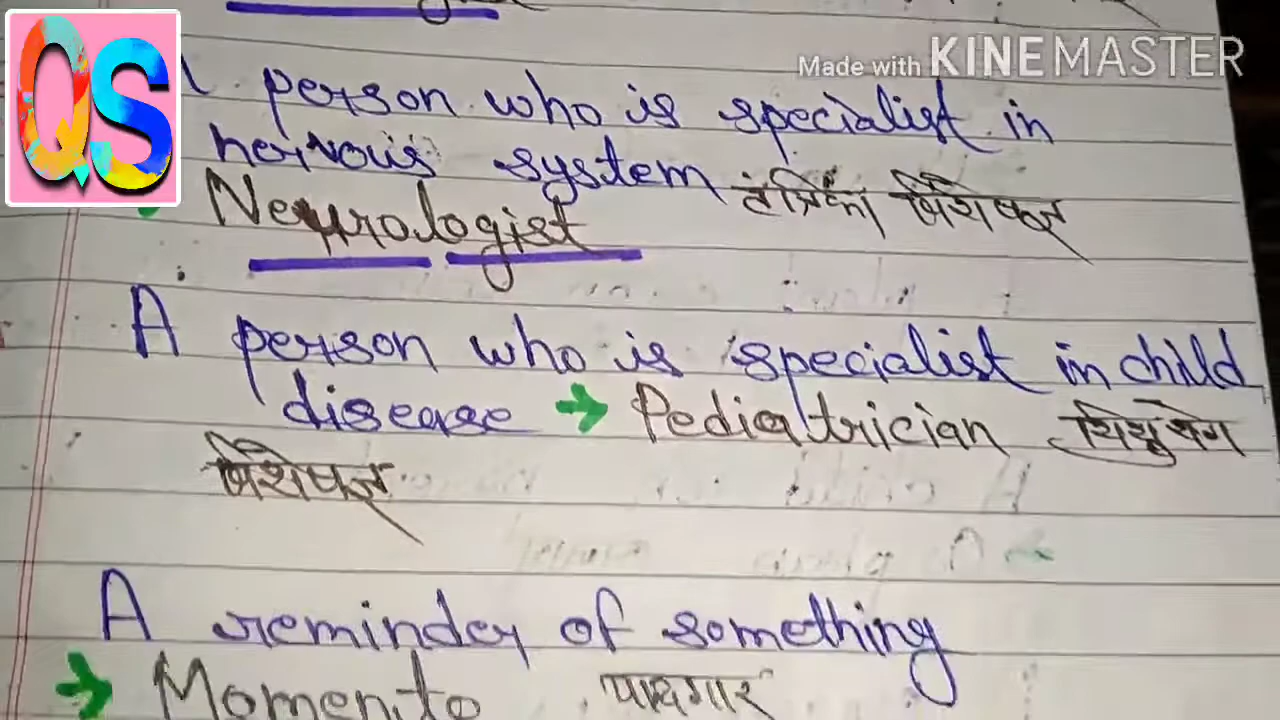 QS
Made with KINEMASTER
person who is specialist in
nervous system तंत्रिका विशेषज्ञ
Neurologist
A person who is specialist in child
disease → Pediatrician शिशुरोग
विशेषज्ञ
A reminder of something
→ Momento यादगार